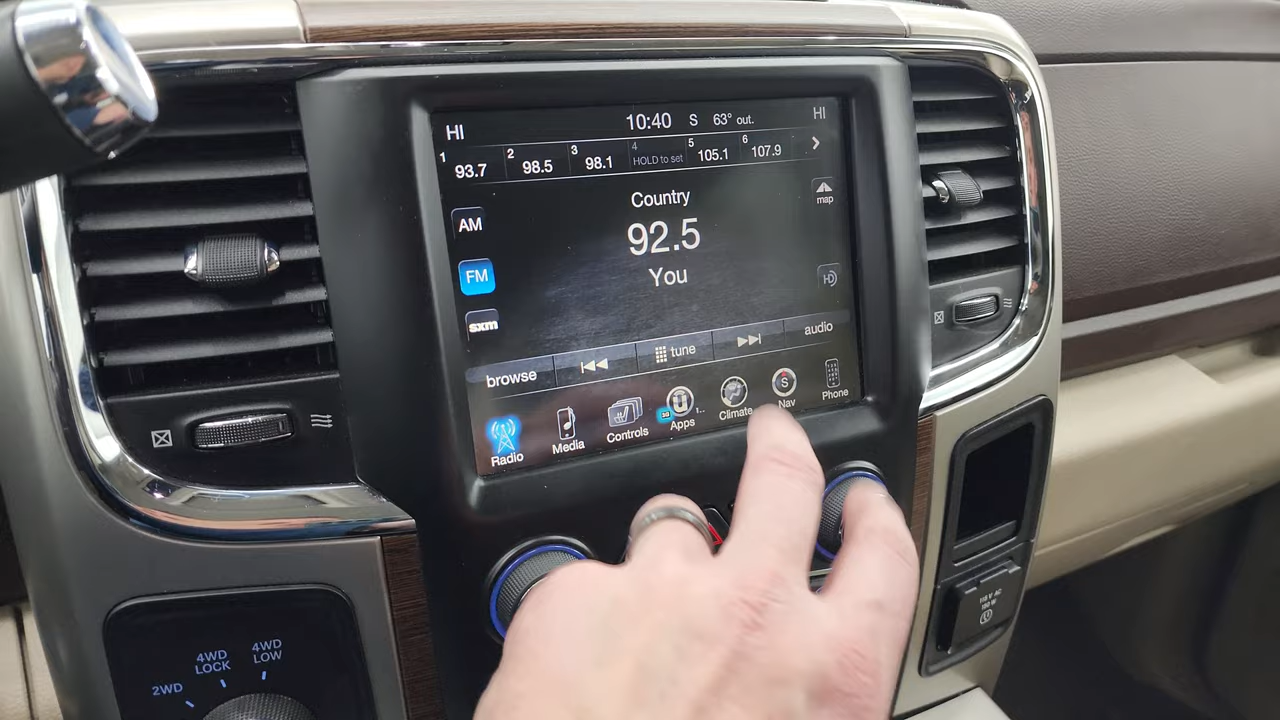 HI 10:40 S 63° out. HI
1 93.7 2 98.5 3 98.1 4 HOLD to set 5 105.1 6 107.9
Country
map
AM
92.5
FM
You
HD
sxm
browse tune audio
Radio Media Controls Apps Climate Nav Phone
2WD
4WD LOCK
4WD LOW
115 V AC
150 W